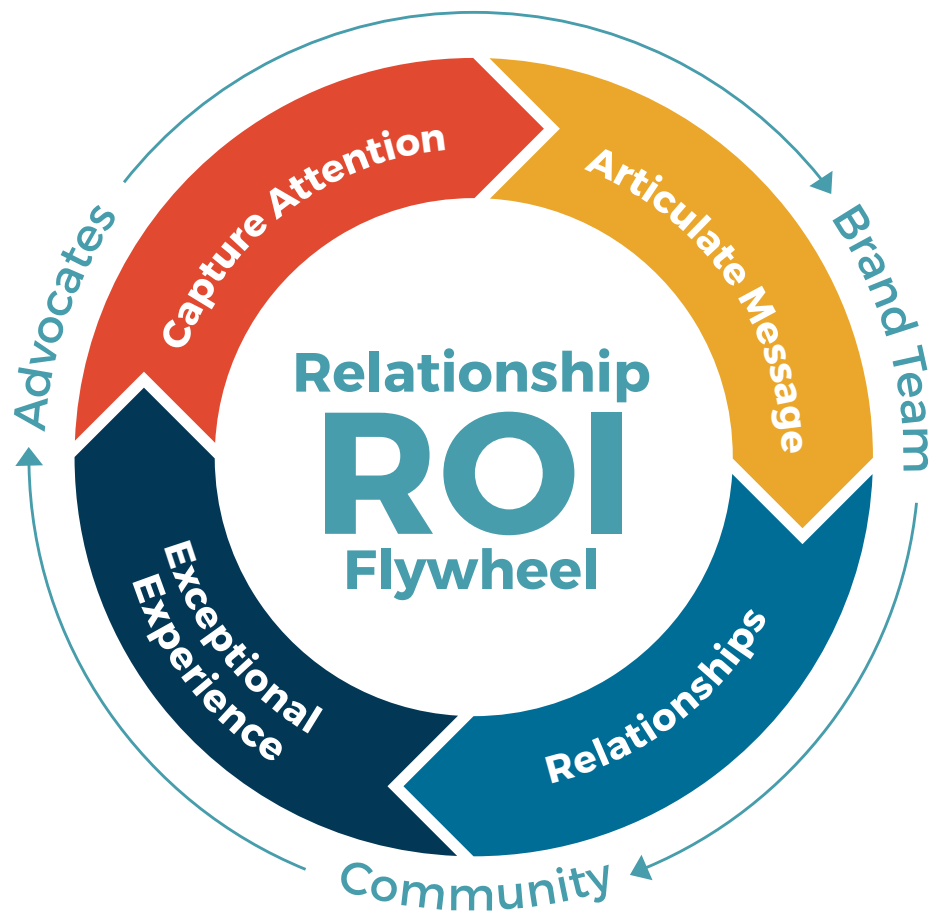 Relationship
ROI
Flywheel
Capture Attention
Articulate Message
Relationships
Exceptional
Experience
Advocates
Brand Team
Community